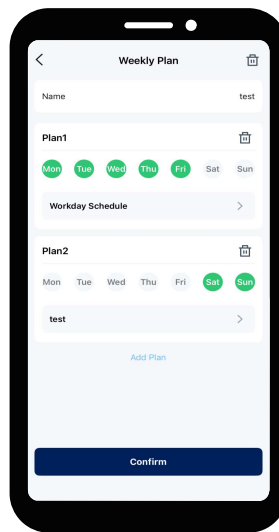 Weekly Plan
Name test
Plan1
Mon Tue Wed Thu Fri Sat Sun
Workday Schedule
Plan2
Mon Tue Wed Thu Fri Sat Sun
test
Add Plan
Confirm